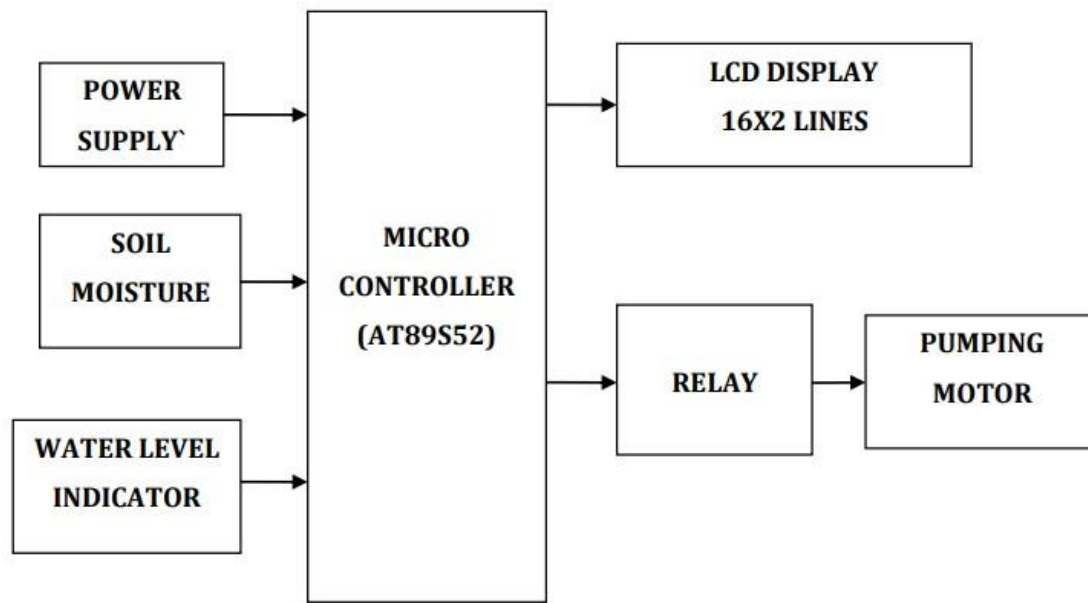 POWER
SUPPLY`
SOIL
MOISTURE
WATER LEVEL
INDICATOR
MICRO
CONTROLLER
(AT89S52)
LCD DISPLAY
16X2 LINES
RELAY
PUMPING
MOTOR